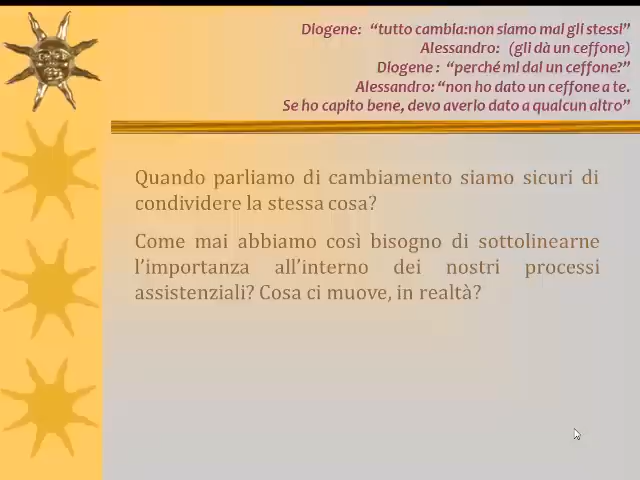 Diogene: “tutto cambia:non siamo mai gli stessi”
Alessandro: (gli dà un ceffone)
Diogene : “perché mi dai un ceffone?”
Alessandro: “non ho dato un ceffone a te.
Se ho capito bene, devo averlo dato a qualcun altro”
Quando parliamo di cambiamento siamo sicuri di
condividere la stessa cosa?
Come mai abbiamo così bisogno di sottolinearne
l’importanza all’interno dei nostri processi
assistenziali? Cosa ci muove, in realtà?